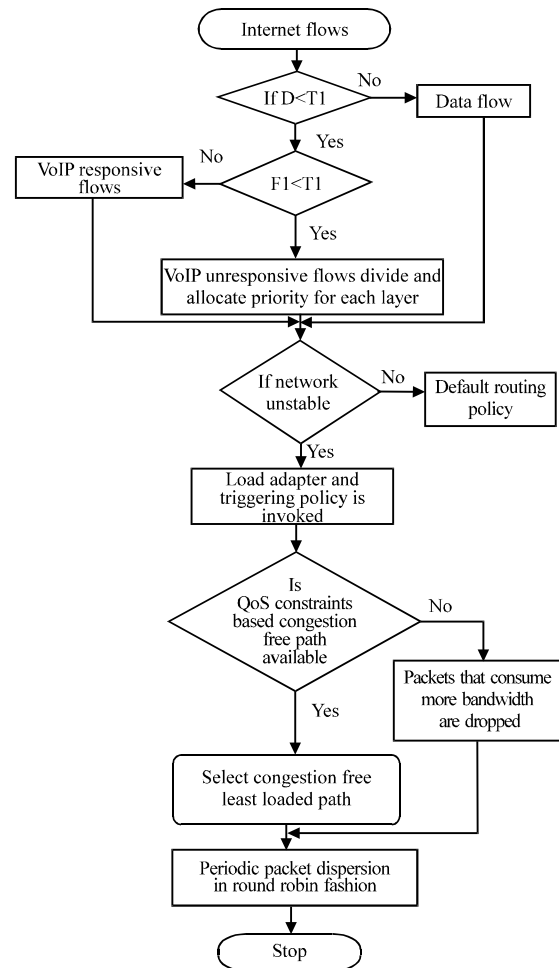 Internet flows
If D<T1
No
Data flow
Yes
No
VoIP responsive
flows
F1<T1
Yes
VoIP unresponsive flows divide and
allocate priority for each layer
If network
unstable
No
Default routing
policy
Yes
Load adapter and
triggering policy is
invoked
Is
QoS constraints
based congestion
free path
available
No
Packets that consume
more bandwidth
are dropped
Yes
Select congestion free
least loaded path
Periodic packet dispersion
in round robin fashion
Stop